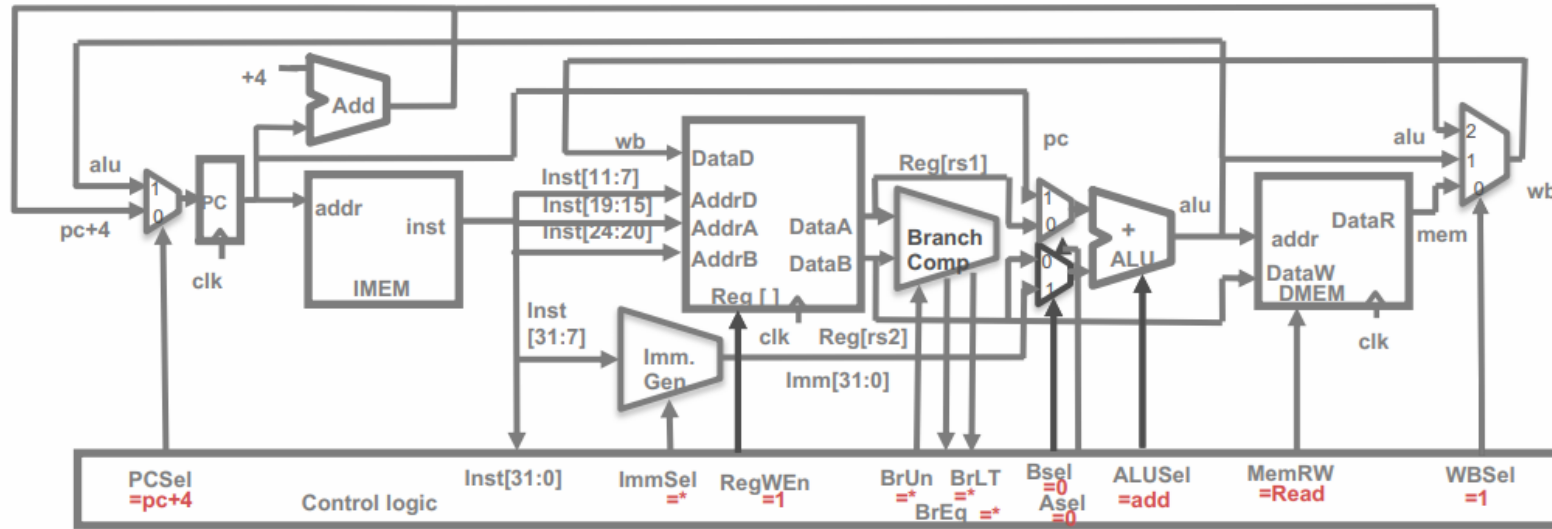 +4
Add
alu
1
0
pc+4
PC
clk
addr
inst
IMEM
Inst[11:7]
Inst[19:15]
Inst[24:20]
Inst
[31:7]
wb
DataD
AddrD
AddrA
AddrB
DataA
DataB
Reg [ ]
clk
Imm.
Gen
Reg[rs1]
Branch
Comp
Reg[rs2]
Imm[31:0]
pc
1
0
0
1
+
ALU
alu
addr
DataW
DataR
DMEM
clk
mem
alu
2
1
0
wb
PCSel
=pc+4
Control logic
Inst[31:0]
ImmSel
=*
RegWEn
=1
BrUn
=*
BrEq
=*
BrLT
=*
Bsel
=0
Asel
=0
ALUSel
=add
MemRW
=Read
WBSel
=1